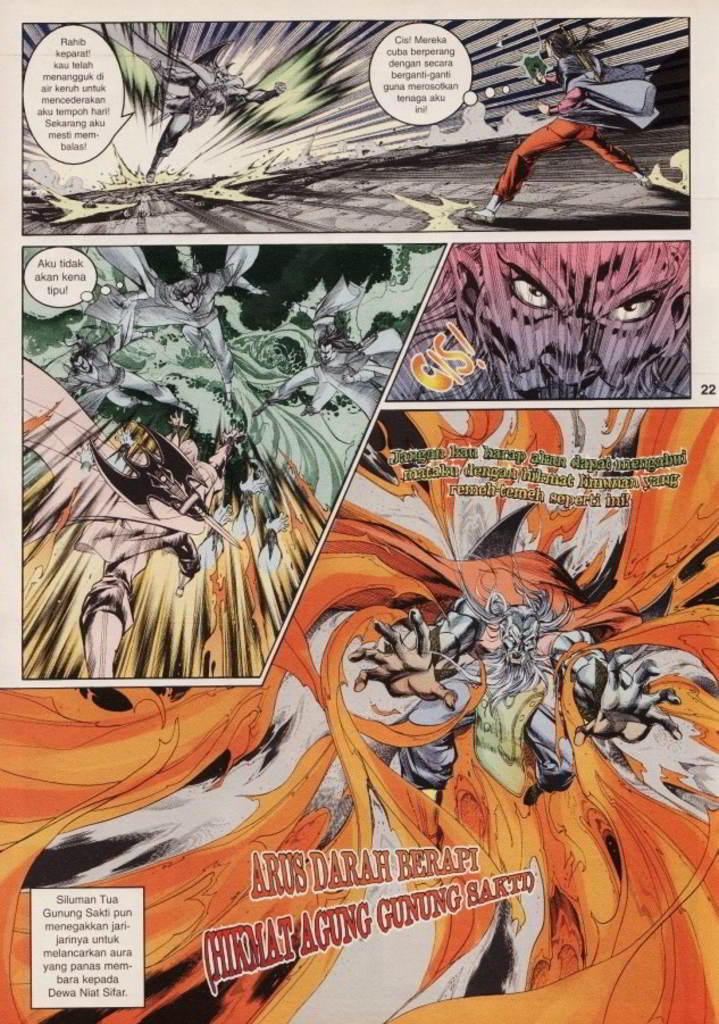 Rahib
keparat!
kau telah
menangguk di
air keruh untuk
mencederakan
aku tempoh hari!
Sekarang aku
mesti mem-
balas!
Cis! Mereka
cuba berperang
dengan secara
berganti-ganti
guna merosotkan
tenaga aku
ini!
Aku tidak
akan kena
tipu!
CIS!
22
Jangan kau harap akan dapat mengabui
mataku dengan hikmat Ilusman yang
remeh-temeh seperti ini!
ARUS DARAH BERAPI
(HIKMAT AGUNG GUNUNG SAKTI)
Siluman Tua
Gunung Sakti pun
menegakkan jari-
jarinya untuk
melancarkan aura
yang panas mem-
bara kepada
Dewa Niat Sifar.